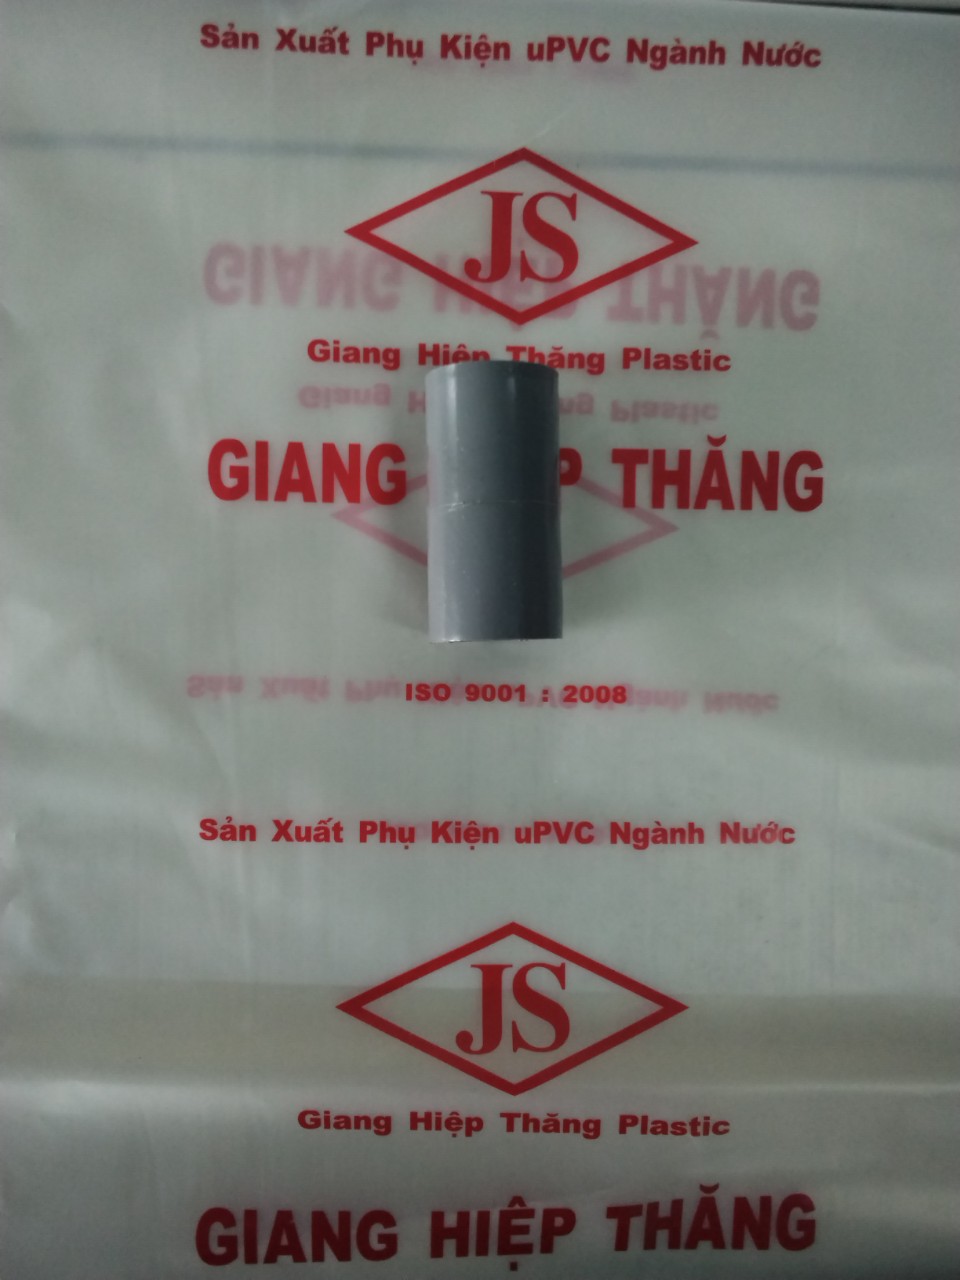 Sản Xuất Phụ Kiện uPVC Ngành Nước
JS
Giang Hiệp Thăng Plastic
GIANG P THĂNG
ISO 9001 : 2008
Sản Xuất Phụ Kiện uPVC Ngành Nước
JS
Giang Hiệp Thăng Plastic
GIANG HIỆP THĂNG